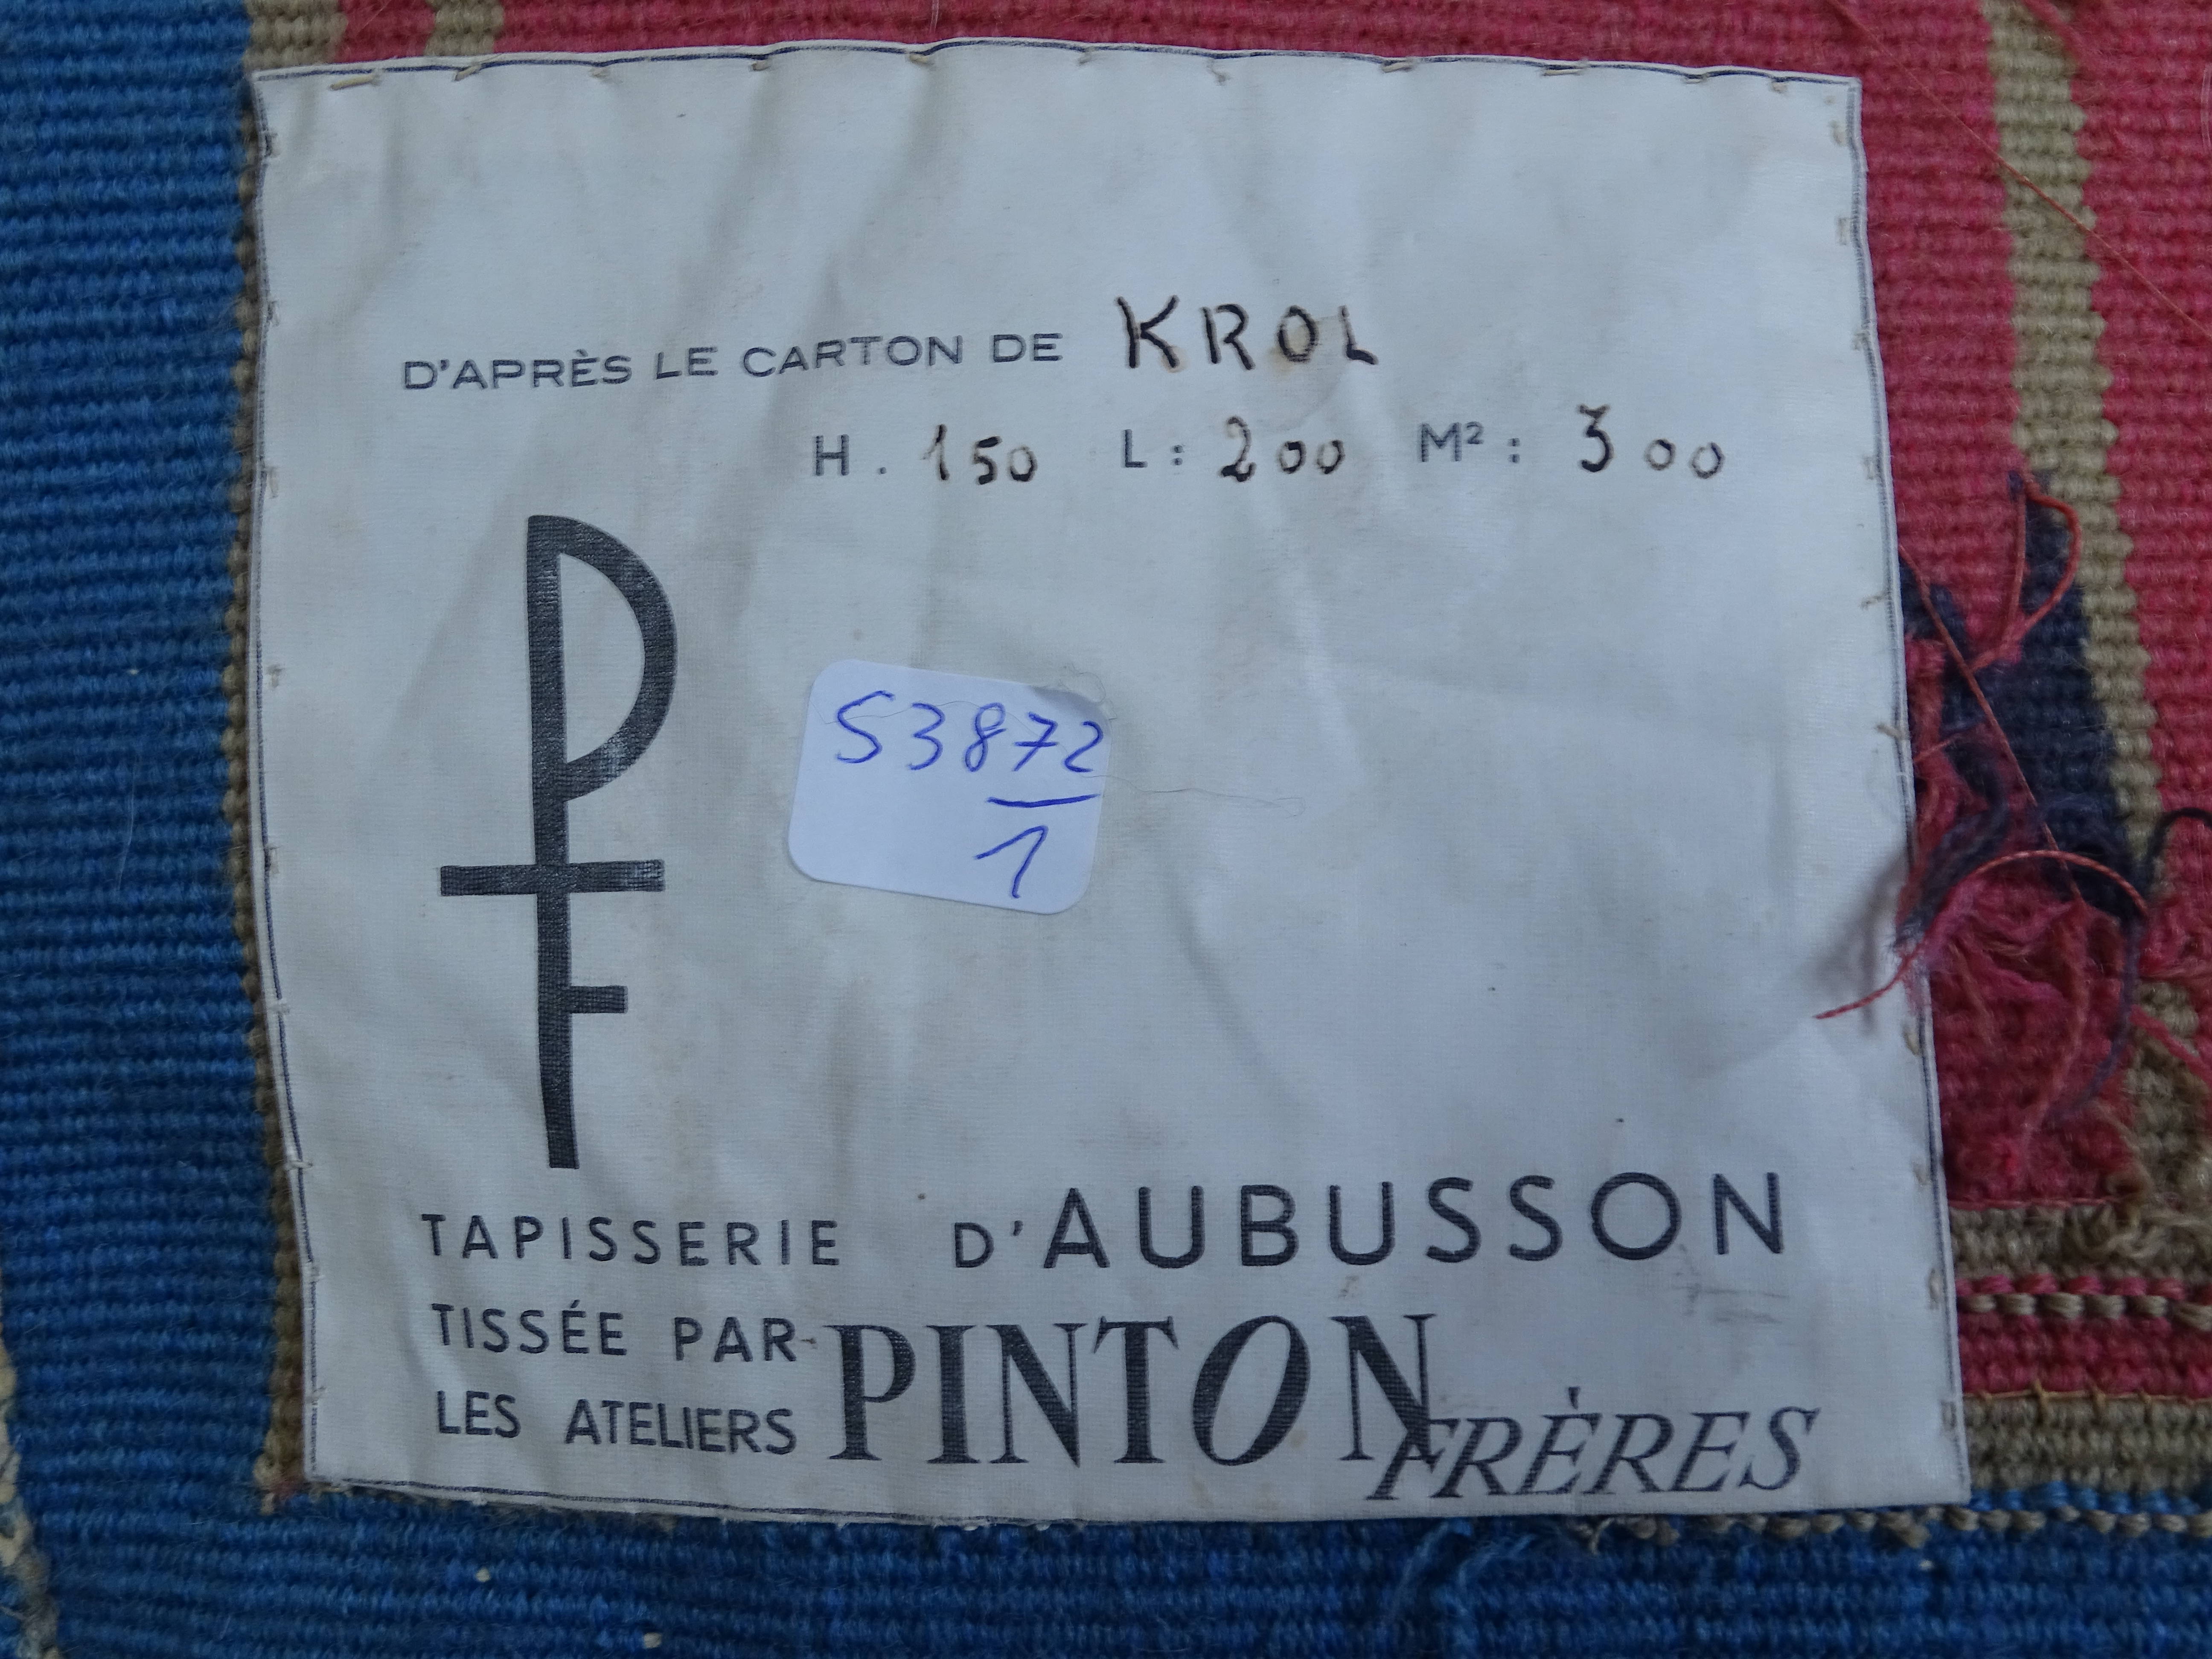 D'APRÈS LE CARTON DE KROL
H. 150 L: 200 M²: 300
PF
S3872
1
TAPISSERIE D'AUBUSSON
TISSÉE PAR
LES ATELIERS PINTON FRÈRES